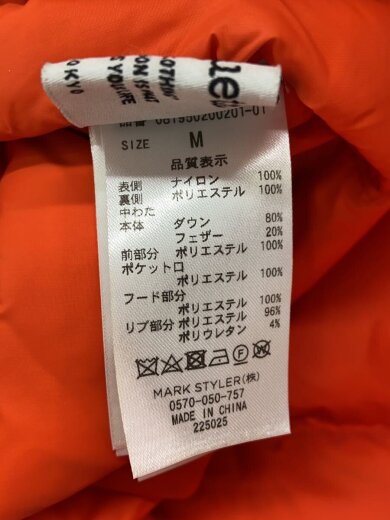 TOKYO
品番 081950200201-01
SIZE M
品質表示
表側 ナイロン 100%
裏側 ポリエステル 100%
中わた
本体 ダウン 80%
フェザー 20%
前部分 ポリエステル 100%
ポケット口
ポリエステル 100%
フード部分
ポリエステル 100%
リブ部分 ポリエステル 96%
ポリウレタン 4%
MARK STYLER(株)
0570-050-757
MADE IN CHINA
225025